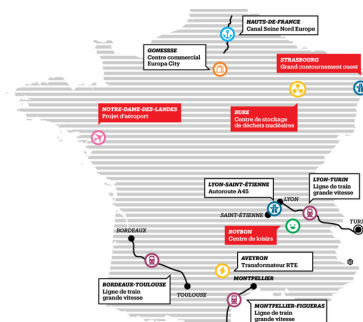 HAUTS-DE-FRANCE
Canal Seine Nord Europe
GONESSSE
Centre commercial
Europa City
STRASBOURG
Grand contournement ouest
NOTRE-DAME-DES-LANDES
Projet d'aéroport
BURE
Centre de stockage
de déchets nucléaires
LYON-SAINT-ÉTIENNE
Autoroute A45
LYON-TURIN
Ligne de train
grande vitesse
LYON
SAINT-ÉTIENNE
TURI
ROYBON
Centre de loisirs
BORDEAUX
AVEYRON
Transformateur RTE
MONTPELLIER
BORDEAUX-TOULOUSE
Ligne de train
grande vitesse
TOULOUSE
MONTPELLIER-FIGUERAS
Ligne de train
grande vitesse